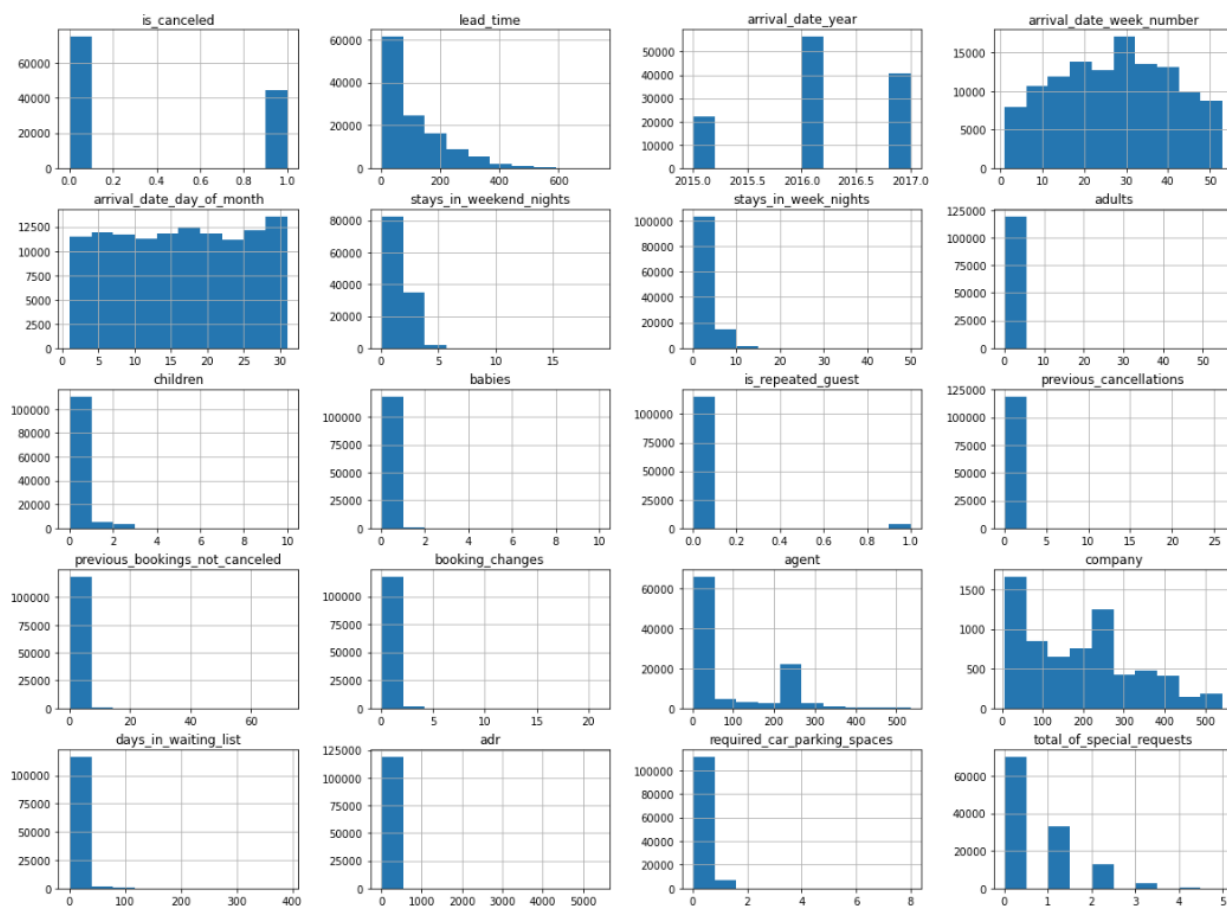 is_canceled lead_time arrival_date_year arrival_date_week_number
60000 40000 20000 0
60000 40000 20000 0
50000 40000 30000 20000 10000 0
15000 10000 5000 0
0.0 0.2 0.4 0.6 0.8 1.0
0 200 400 600
2015.0 2015.5 2016.0 2016.5 2017.0
0 10 20 30 40 50
arrival_date_day_of_month stays_in_weekend_nights stays_in_week_nights adults
12500 10000 7500 5000 2500 0
80000 60000 40000 20000 0
100000 80000 60000 40000 20000 0
125000 100000 75000 50000 25000 0
0 5 10 15 20 25 30
0 5 10 15
0 10 20 30 40 50
0 10 20 30 40 50
children babies is_repeated_guest previous_cancellations
100000 80000 60000 40000 20000 0
100000 75000 50000 25000 0
100000 75000 50000 25000 0
125000 100000 75000 50000 25000 0
0 2 4 6 8 10
0 2 4 6 8 10
0.0 0.2 0.4 0.6 0.8 1.0
0 5 10 15 20 25
previous_bookings_not_canceled booking_changes agent company
100000 75000 50000 25000 0
100000 75000 50000 25000 0
60000 40000 20000 0
1500 1000 500 0
0 20 40 60
0 5 10 15 20
0 100 200 300 400 500
0 100 200 300 400 500
days_in_waiting_list adr required_car_parking_spaces total_of_special_requests
100000 75000 50000 25000 0
125000 100000 75000 50000 25000 0
100000 80000 60000 40000 20000 0
60000 40000 20000 0
0 100 200 300 400
0 1000 2000 3000 4000 5000
0 2 4 6 8
0 1 2 3 4 5